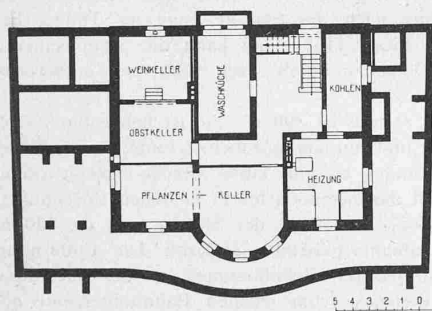 WEINKELLER
WASCHKÜCHE
KOHLEN
OBSTKELLER
PFLANZEN KELLER
HEIZUNG
5 4 3 2 1 0